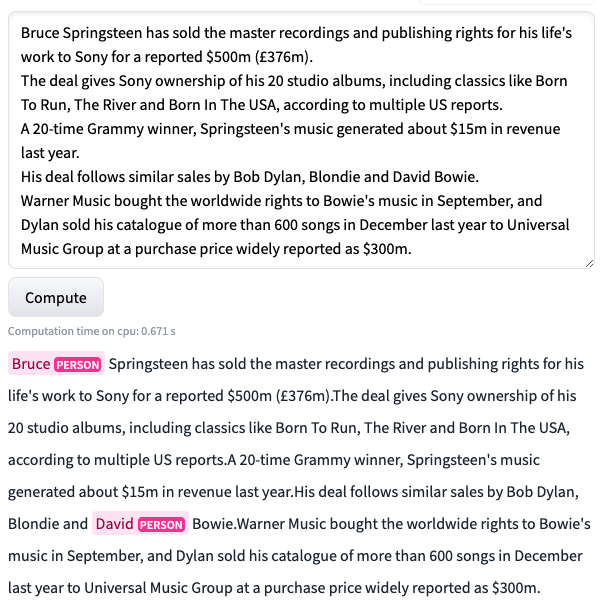 Bruce Springsteen has sold the master recordings and publishing rights for his life's
work to Sony for a reported $500m (£376m).
The deal gives Sony ownership of his 20 studio albums, including classics like Born
To Run, The River and Born In The USA, according to multiple US reports.
A 20-time Grammy winner, Springsteen's music generated about $15m in revenue
last year.
His deal follows similar sales by Bob Dylan, Blondie and David Bowie.
Warner Music bought the worldwide rights to Bowie's music in September, and
Dylan sold his catalogue of more than 600 songs in December last year to Universal
Music Group at a purchase price widely reported as $300m.
Compute
Computation time on cpu: 0.671 s
Bruce PERSON Springsteen has sold the master recordings and publishing rights for his
life's work to Sony for a reported $500m (£376m).The deal gives Sony ownership of his
20 studio albums, including classics like Born To Run, The River and Born In The USA,
according to multiple US reports.A 20-time Grammy winner, Springsteen's music
generated about $15m in revenue last year.His deal follows similar sales by Bob Dylan,
Blondie and David PERSON Bowie.Warner Music bought the worldwide rights to Bowie's
music in September, and Dylan sold his catalogue of more than 600 songs in December
last year to Universal Music Group at a purchase price widely reported as $300m.